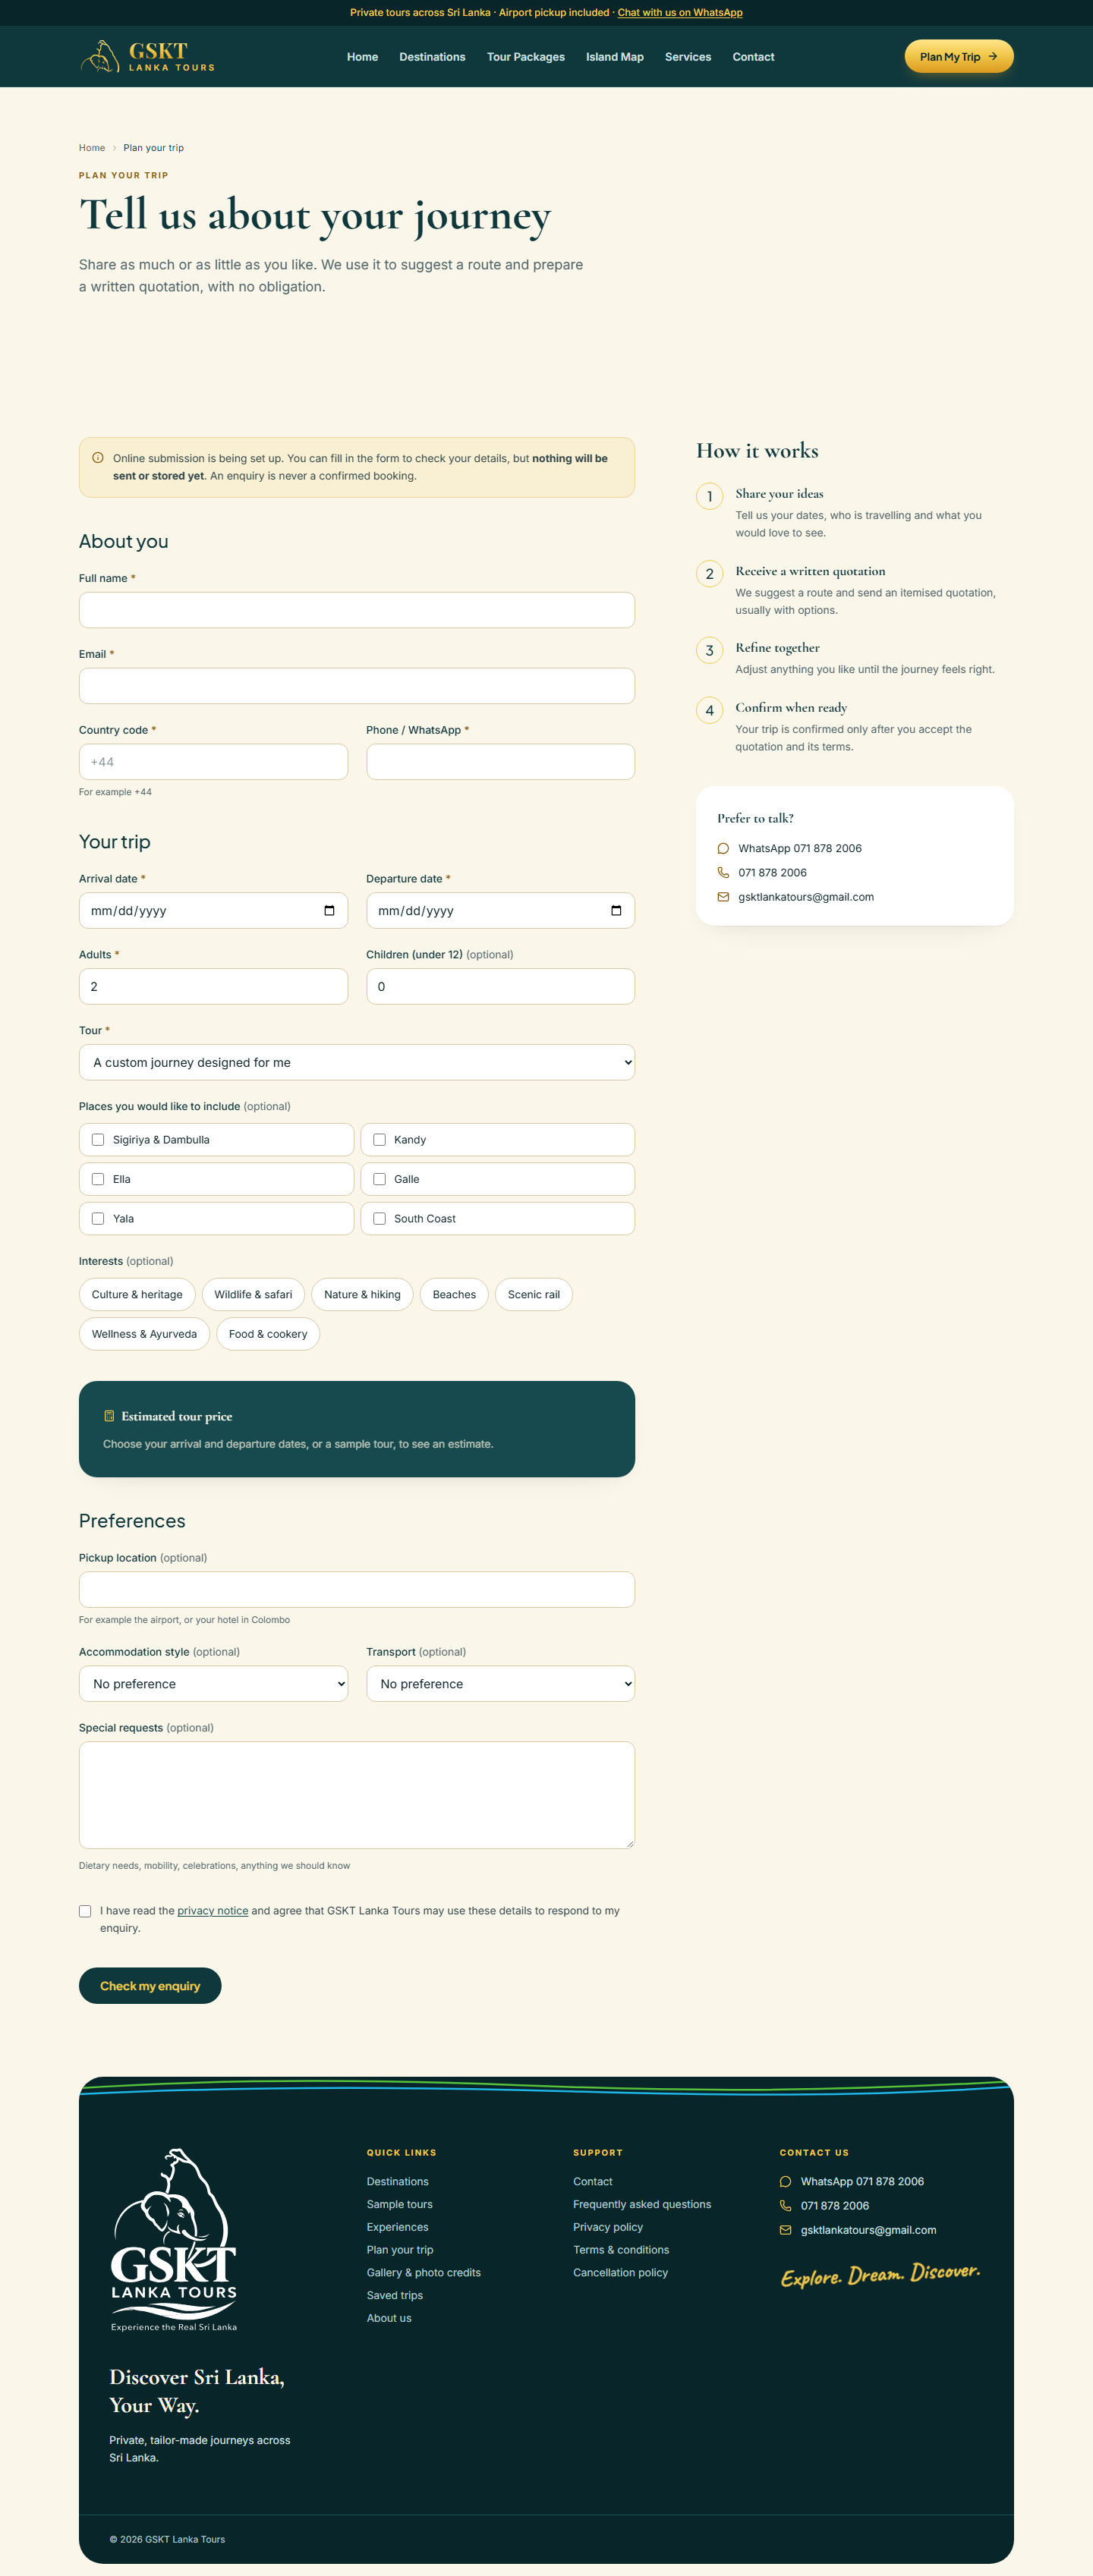 Private tours across Sri Lanka · Airport pickup included · Chat with us on WhatsApp
GSKT
LANKA TOURS
Home
Destinations
Tour Packages
Island Map
Services
Contact
Plan My Trip
Home
Plan your trip
PLAN YOUR TRIP
Tell us about your journey
Share as much or as little as you like. We use it to suggest a route and prepare
a written quotation, with no obligation.
Online submission is being set up. You can fill in the form to check your details, but nothing will be
sent or stored yet. An enquiry is never a confirmed booking.
About you
Full name *
Email *
Country code *
Phone / WhatsApp *
+44
For example +44
Your trip
Arrival date *
Departure date *
mm/dd/yyyy
mm/dd/yyyy
Adults *
Children (under 12) (optional)
2
0
Tour *
A custom journey designed for me
Places you would like to include (optional)
Sigiriya & Dambulla
Kandy
Ella
Galle
Yala
South Coast
Interests (optional)
Culture & heritage
Wildlife & safari
Nature & hiking
Beaches
Scenic rail
Wellness & Ayurveda
Food & cookery
Estimated tour price
Choose your arrival and departure dates, or a sample tour, to see an estimate.
Preferences
Pickup location (optional)
For example the airport, or your hotel in Colombo
Accommodation style (optional)
Transport (optional)
No preference
No preference
Special requests (optional)
Dietary needs, mobility, celebrations, anything we should know
I have read the privacy notice and agree that GSKT Lanka Tours may use these details to respond to my
enquiry.
Check my enquiry
How it works
1
Share your ideas
Tell us your dates, who is travelling and what you
would love to see.
2
Receive a written quotation
We suggest a route and send an itemised quotation,
usually with options.
3
Refine together
Adjust anything you like until the journey feels right.
4
Confirm when ready
Your trip is confirmed only after you accept the
quotation and its terms.
Prefer to talk?
WhatsApp 071 878 2006
071 878 2006
gsktlankatours@gmail.com
GSKT
LANKA TOURS
Experience the Real Sri Lanka
Discover Sri Lanka,
Your Way.
Private, tailor-made journeys across
Sri Lanka.
QUICK LINKS
Destinations
Sample tours
Experiences
Plan your trip
Gallery & photo credits
Saved trips
About us
SUPPORT
Contact
Frequently asked questions
Privacy policy
Terms & conditions
Cancellation policy
CONTACT US
WhatsApp 071 878 2006
071 878 2006
gsktlankatours@gmail.com
Explore. Dream. Discover.
© 2026 GSKT Lanka Tours